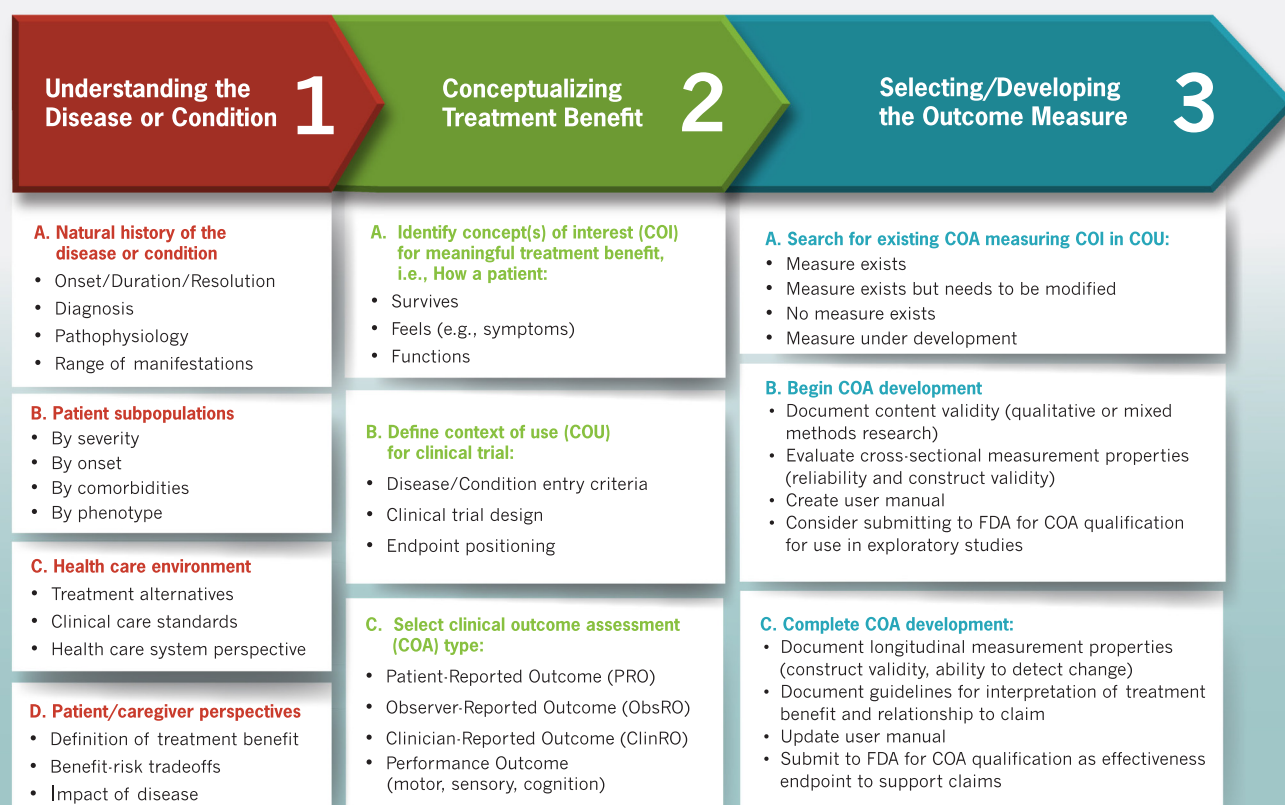 Understanding the
Disease or Condition
1
A. Natural history of the
disease or condition
• Onset/Duration/Resolution
• Diagnosis
• Pathophysiology
• Range of manifestations
B. Patient subpopulations
• By severity
• By onset
• By comorbidities
• By phenotype
C. Health care environment
• Treatment alternatives
• Clinical care standards
• Health care system perspective
D. Patient/caregiver perspectives
• Definition of treatment benefit
• Benefit-risk tradeoffs
• Impact of disease
Conceptualizing
Treatment Benefit
2
A. Identify concept(s) of interest (COI)
for meaningful treatment benefit,
i.e., How a patient:
• Survives
• Feels (e.g., symptoms)
• Functions
B. Define context of use (COU)
for clinical trial:
• Disease/Condition entry criteria
• Clinical trial design
• Endpoint positioning
C. Select clinical outcome assessment
(COA) type:
• Patient-Reported Outcome (PRO)
• Observer-Reported Outcome (ObsRO)
• Clinician-Reported Outcome (ClinRO)
• Performance Outcome
(motor, sensory, cognition)
Selecting/Developing
the Outcome Measure
3
A. Search for existing COA measuring COI in COU:
• Measure exists
• Measure exists but needs to be modified
• No measure exists
• Measure under development
B. Begin COA development
• Document content validity (qualitative or mixed
methods research)
• Evaluate cross-sectional measurement properties
(reliability and construct validity)
• Create user manual
• Consider submitting to FDA for COA qualification
for use in exploratory studies
C. Complete COA development:
• Document longitudinal measurement properties
(construct validity, ability to detect change)
• Document guidelines for interpretation of treatment
benefit and relationship to claim
• Update user manual
• Submit to FDA for COA qualification as effectiveness
endpoint to support claims